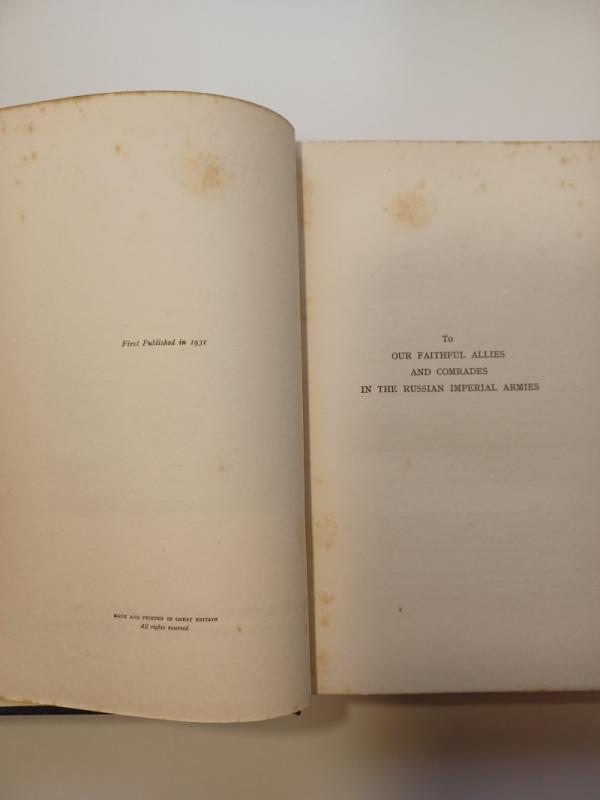 First Published in 1931
MADE AND PRINTED IN GREAT BRITAIN
All rights reserved
To
OUR FAITHFUL ALLIES
AND COMRADES
IN THE RUSSIAN IMPERIAL ARMIES